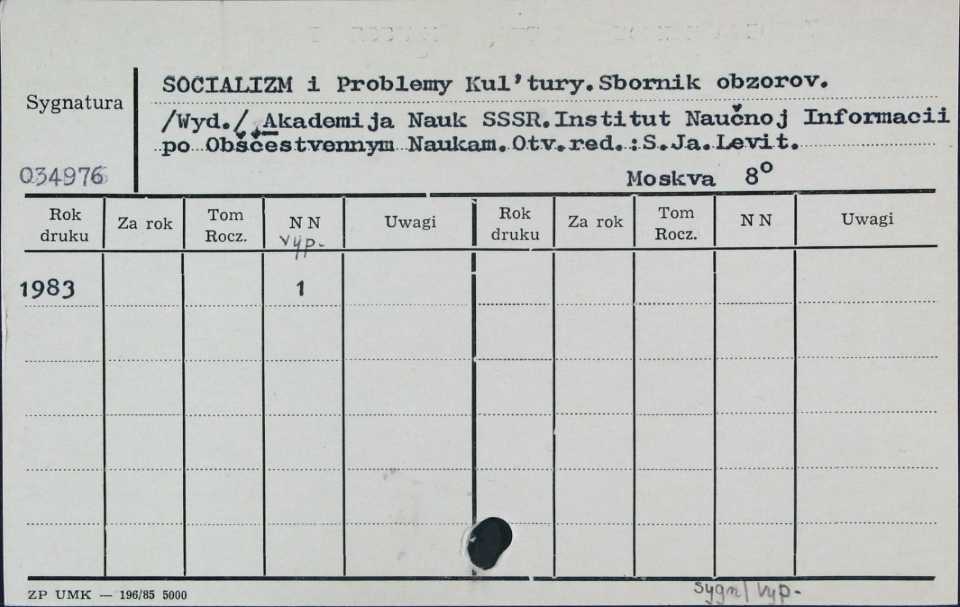 SOCIALIZM i Problemy Kul'tury.Sbornik obzorov.
Sygnatura
/Wyd./ Akademija Nauk SSSR.Institut Naučnoj Informacii
po Obščestvennym Naukam.Otv.red.:S.Ja.Levit.
034976
Moskva 8°
Rok druku Za rok Tom Rocz. NN vyp. Uwagi Rok druku Za rok Tom Rocz. NN Uwagi
1983 1
sygn/vyp.
ZP UMK — 196/85 5000